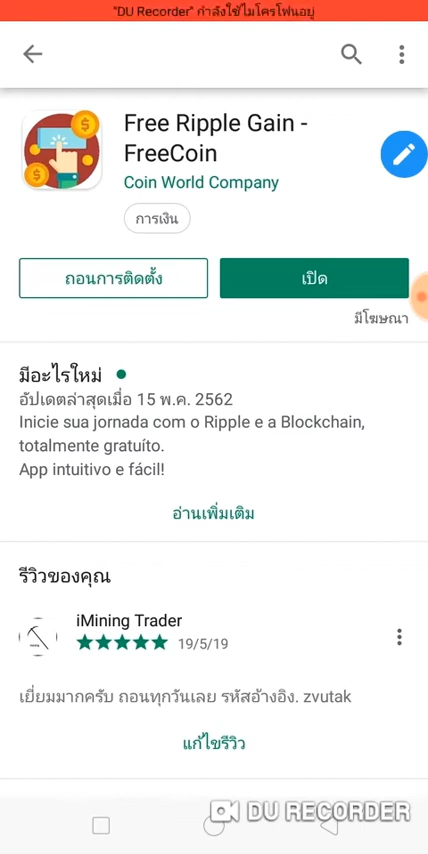 "DU Recorder" กำลังใช้ไมโครโฟนอยู่
Free Ripple Gain -
FreeCoin
Coin World Company
การเงิน
ถอนการติดตั้ง
เปิด
มีโฆษณา
มีอะไรใหม่
อัปเดตล่าสุดเมื่อ 15 พ.ค. 2562
Inicie sua jornada com o Ripple e a Blockchain,
totalmente gratuíto.
App intuitivo e fácil!
อ่านเพิ่มเติม
รีวิวของคุณ
iMining Trader
19/5/19
เยี่ยมมากครับ ถอนทุกวันเลย รหัสอ้างอิง. zvutak
แก้ไขรีวิว
DU RECORDER